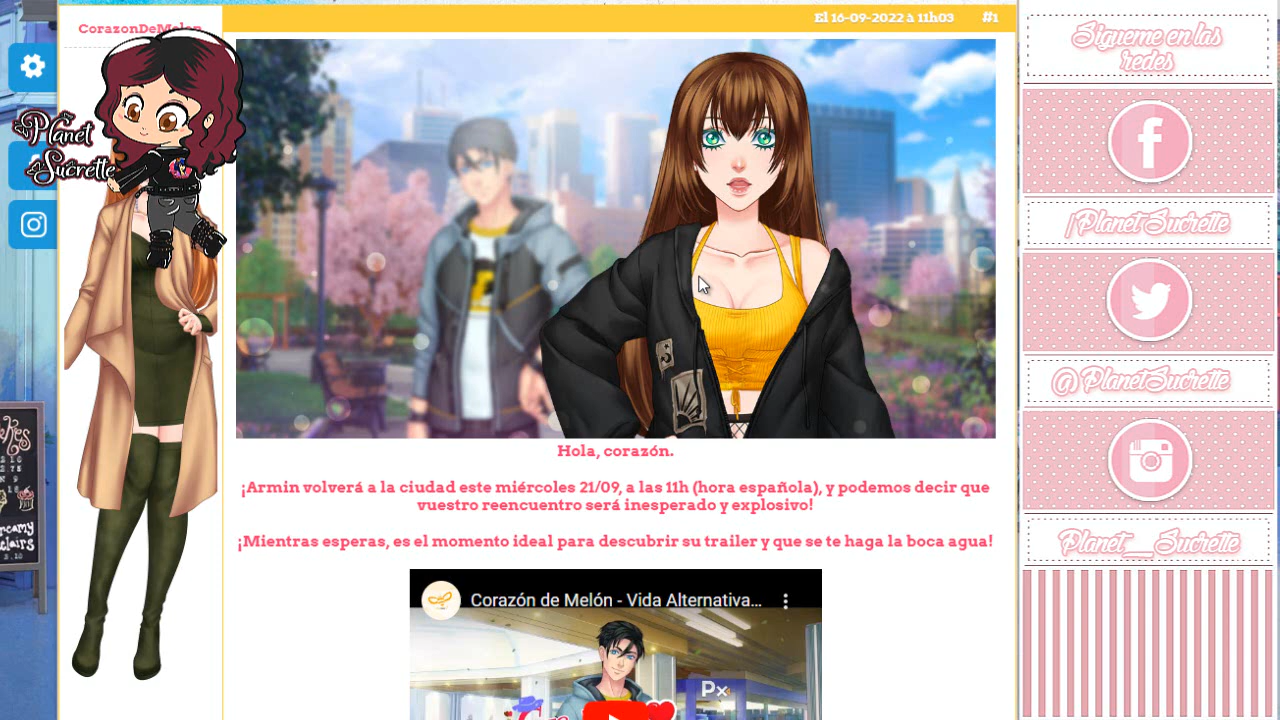 CorazonDeMelon
El 16-09-2022 à 11h03 #1
Planet
Sucrette
S
Hola, corazón.
¡Armin volverá a la ciudad este miércoles 21/09, a las 11h (hora española), y podemos decir que
vuestro reencuentro será inesperado y explosivo!
¡Mientras esperas, es el momento ideal para descubrir su trailer y que se te haga la boca agua!
Corazón de Melón - Vida Alternativa...
Px
Sigueme en las
redes
f
/PlanetSucrette
@PlanetSucrette
Planet__Sucrette